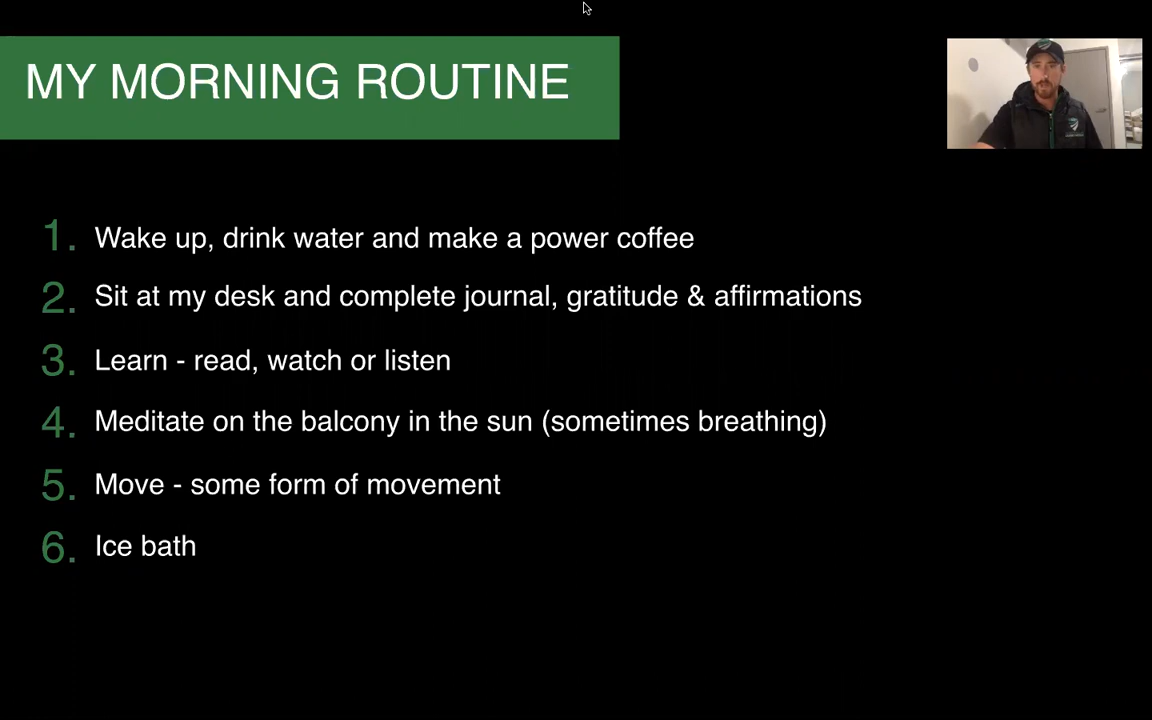 MY MORNING ROUTINE
1. Wake up, drink water and make a power coffee
2. Sit at my desk and complete journal, gratitude & affirmations
3. Learn - read, watch or listen
4. Meditate on the balcony in the sun (sometimes breathing)
5. Move - some form of movement
6. Ice bath